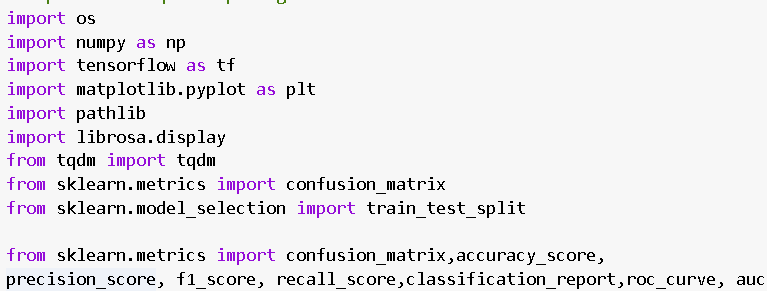 import os
import numpy as np
import tensorflow as tf
import matplotlib.pyplot as plt
import pathlib
import librosa.display
from tqdm import tqdm
from sklearn.metrics import confusion_matrix
from sklearn.model_selection import train_test_split
from sklearn.metrics import confusion_matrix,accuracy_score,
precision_score, f1_score, recall_score,classification_report,roc_curve, auc